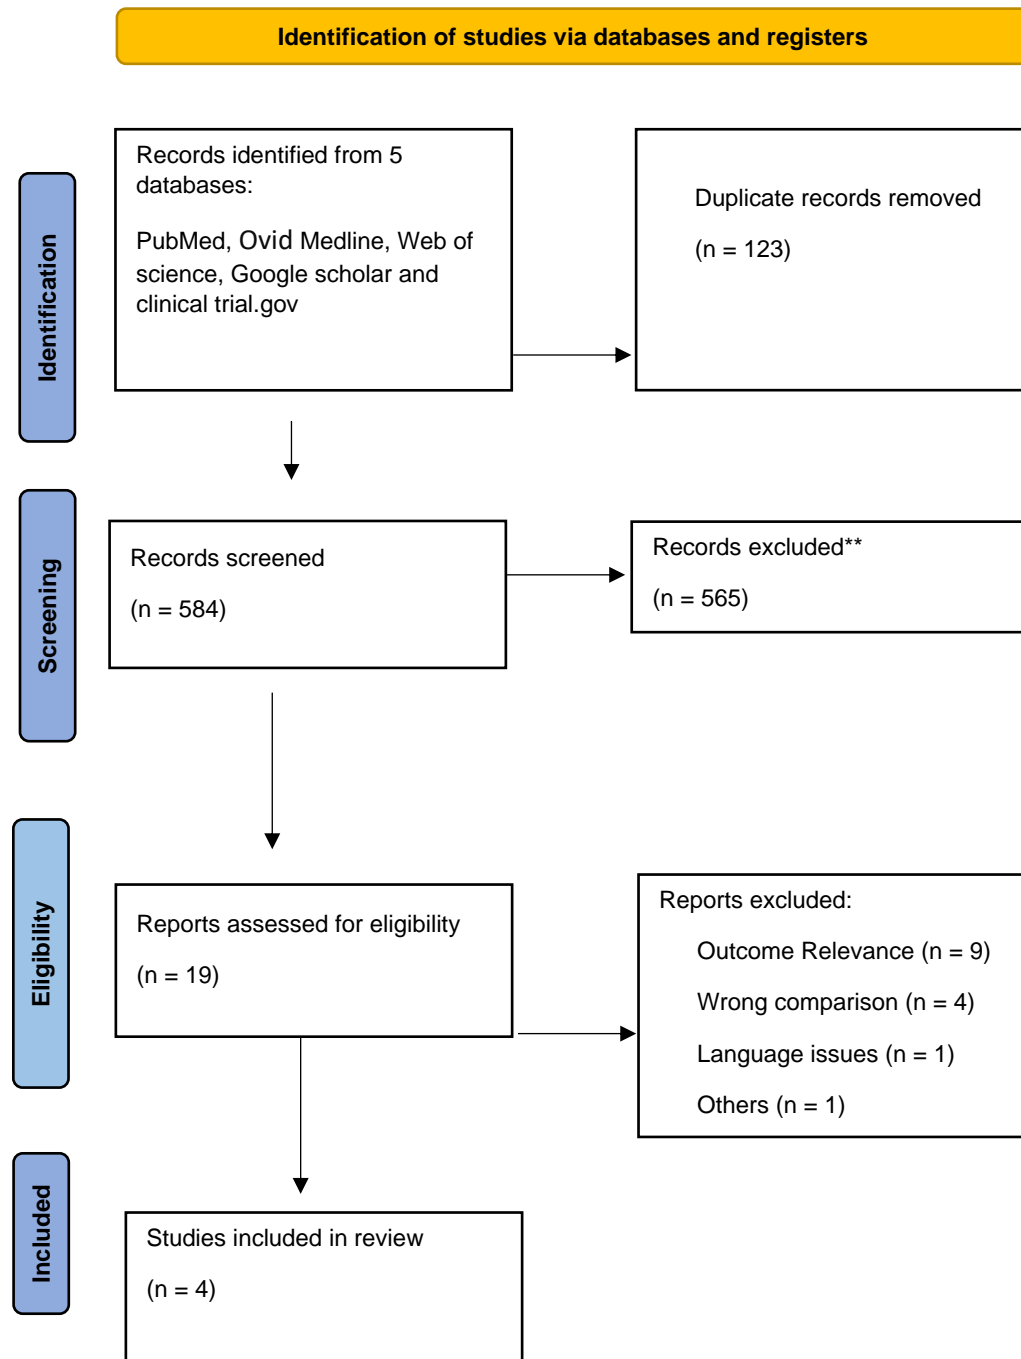 Identification of studies via databases and registers
Identification
Records identified from 5
databases:
PubMed, Ovid Medline, Web of
science, Google scholar and
clinical trial.gov
Duplicate records removed
(n = 123)
Screening
Records screened
(n = 584)
Records excluded**
(n = 565)
Eligibility
Reports assessed for eligibility
(n = 19)
Reports excluded:
Outcome Relevance (n = 9)
Wrong comparison (n = 4)
Language issues (n = 1)
Others (n = 1)
Included
Studies included in review
(n = 4)